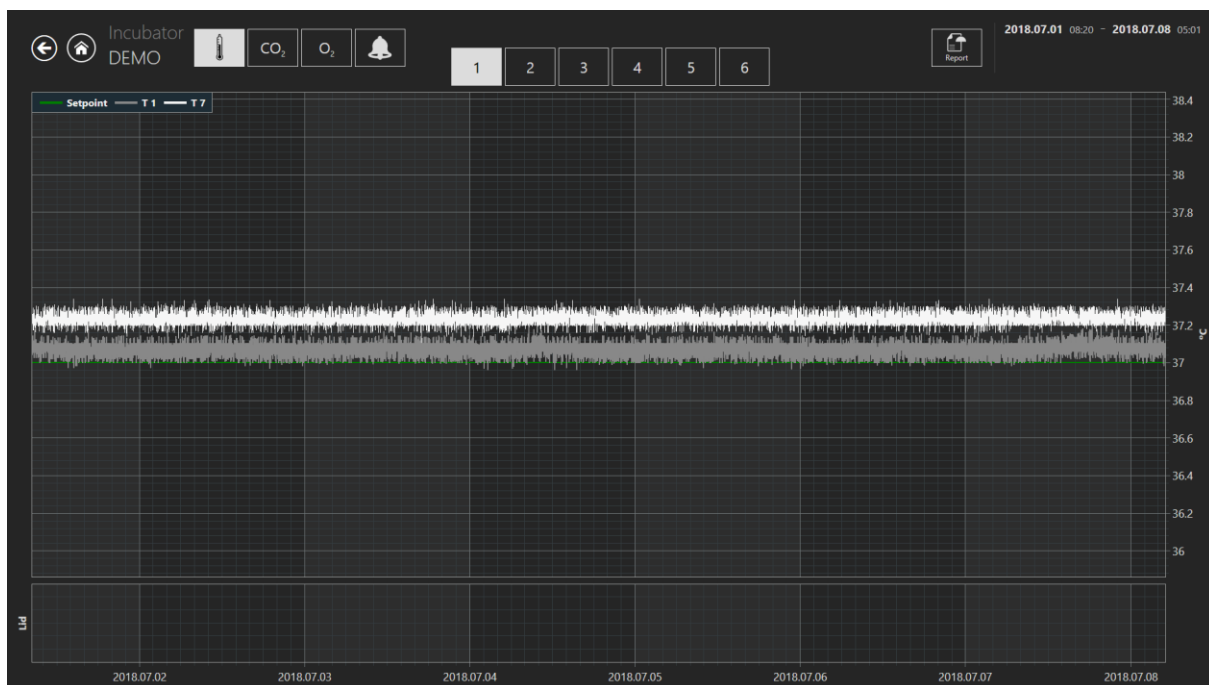 Incubator
DEMO
CO₂
O₂
1 2 3 4 5 6
Report
2018.07.01 08:20 - 2018.07.08 05:01
Setpoint T 1 T 7
38.4
38.2
38
37.8
37.6
37.4
37.2
°C
37
36.8
36.6
36.4
36.2
36
Lid
2018.07.02 2018.07.03 2018.07.04 2018.07.05 2018.07.06 2018.07.07 2018.07.08